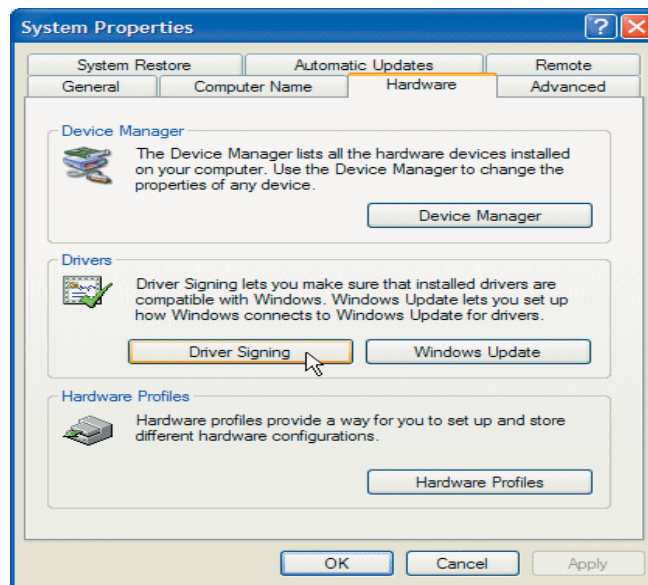 System Properties
System Restore
Automatic Updates
Remote
General
Computer Name
Hardware
Advanced
Device Manager
The Device Manager lists all the hardware devices installed
on your computer. Use the Device Manager to change the
properties of any device.
Device Manager
Drivers
Driver Signing lets you make sure that installed drivers are
compatible with Windows. Windows Update lets you set up
how Windows connects to Windows Update for drivers.
Driver Signing
Windows Update
Hardware Profiles
Hardware profiles provide a way for you to set up and store
different hardware configurations.
Hardware Profiles
OK
Cancel
Apply